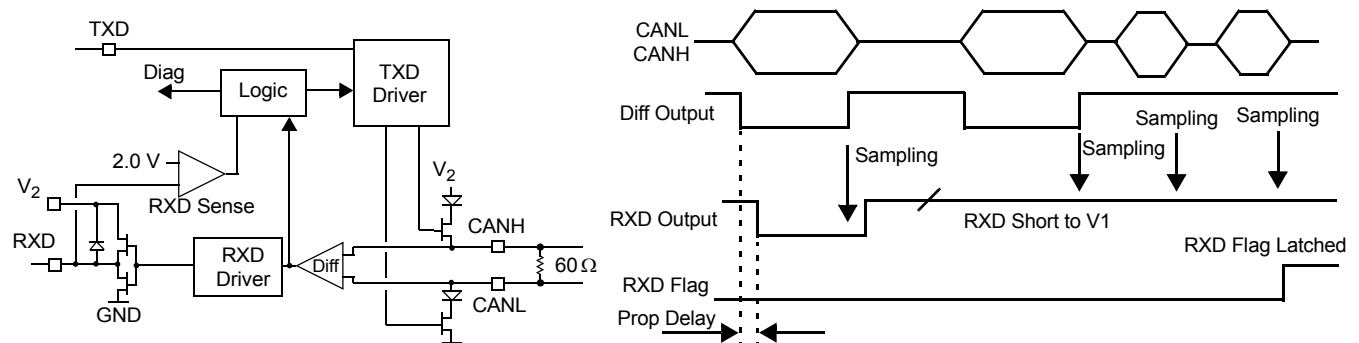 TXD
Diag
Logic
TXD
Driver
2.0 V
V2
RXD Sense
RXD
RXD
Driver
GND
Diff
V2
CANH
60 Ω
CANL
CANL
CANH
Diff Output
Sampling
Sampling
Sampling
Sampling
RXD Output
RXD Short to V1
RXD Flag Latched
RXD Flag
Prop Delay